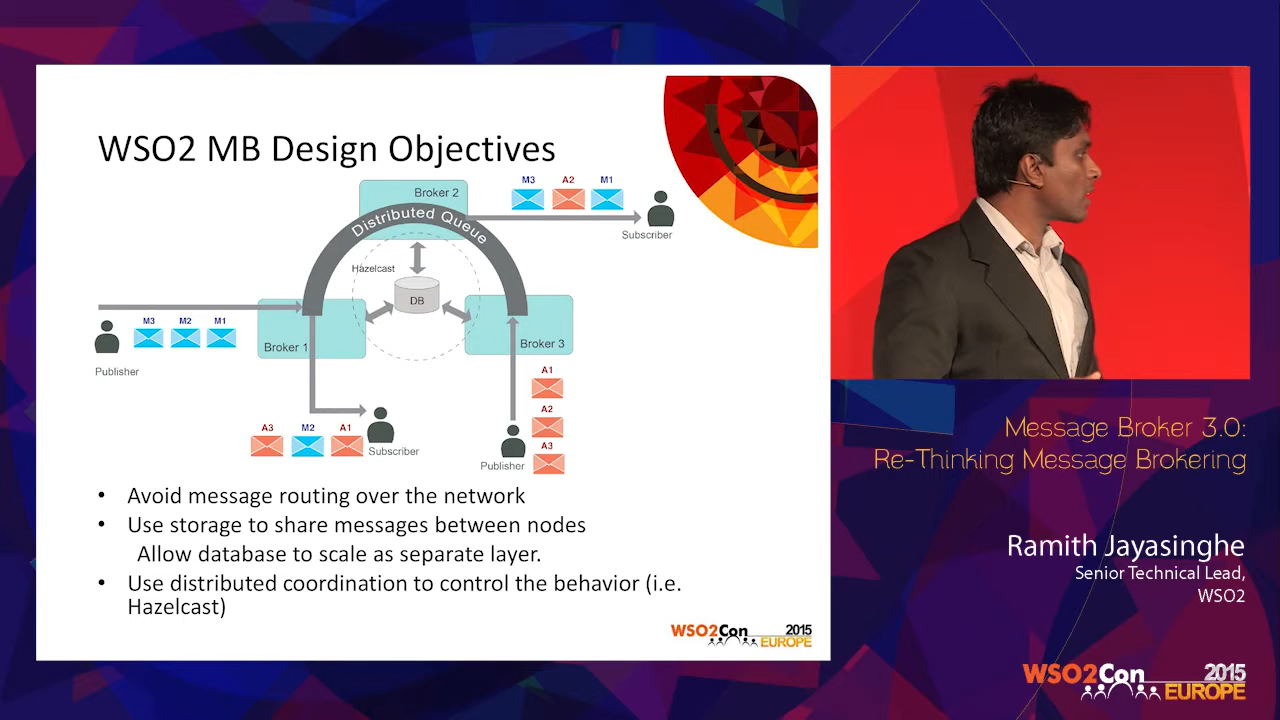 WSO2 MB Design Objectives
Broker 2
Distributed Queue
M3 A2 M1
Subscriber
Hazelcast
DB
M3 M2 M1
Publisher
Broker 1
Broker 3
A3 M2 A1
Subscriber
A1
A2
A3
Publisher
• Avoid message routing over the network
• Use storage to share messages between nodes
Allow database to scale as separate layer.
• Use distributed coordination to control the behavior (i.e.
Hazelcast)
WSO2Con 2015
EUROPE
Message Broker 3.0:
Re-Thinking Message Brokering
Ramith Jayasinghe
Senior Technical Lead,
WSO2
WSO2Con 2015
EUROPE